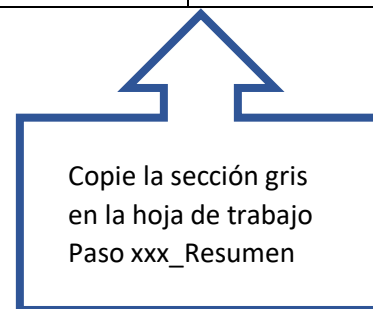 Copie la sección gris
en la hoja de trabajo
Paso xxx_Resumen